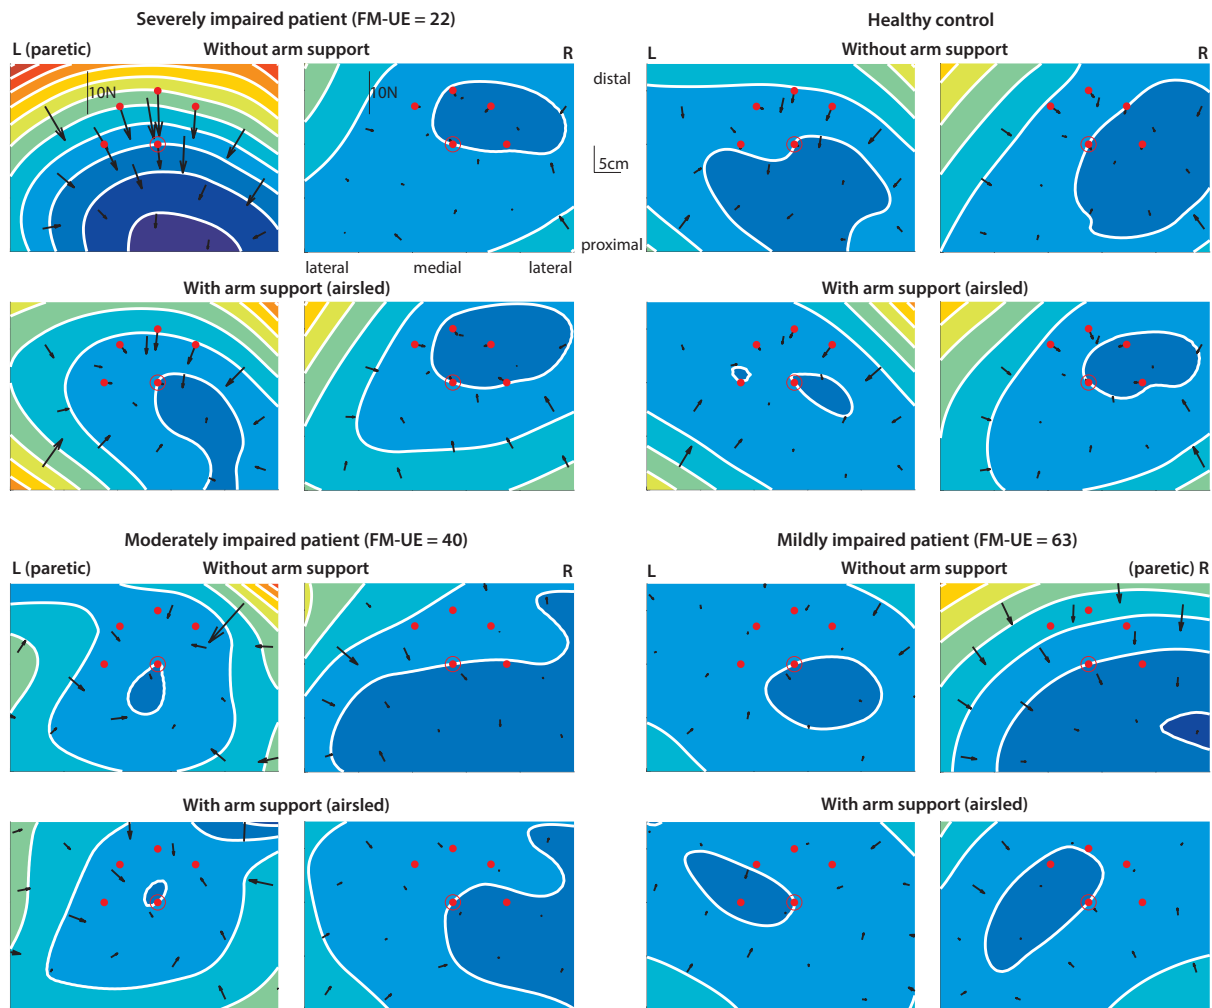 Severely impaired patient (FM-UE = 22)
Healthy control
L (paretic)
Without arm support
R
L
Without arm support
R
10N
10N
distal
5cm
proximal
lateral
medial
lateral
With arm support (airsled)
With arm support (airsled)
Moderately impaired patient (FM-UE = 40)
Mildly impaired patient (FM-UE = 63)
L (paretic)
Without arm support
R
L
Without arm support
(paretic) R
With arm support (airsled)
With arm support (airsled)